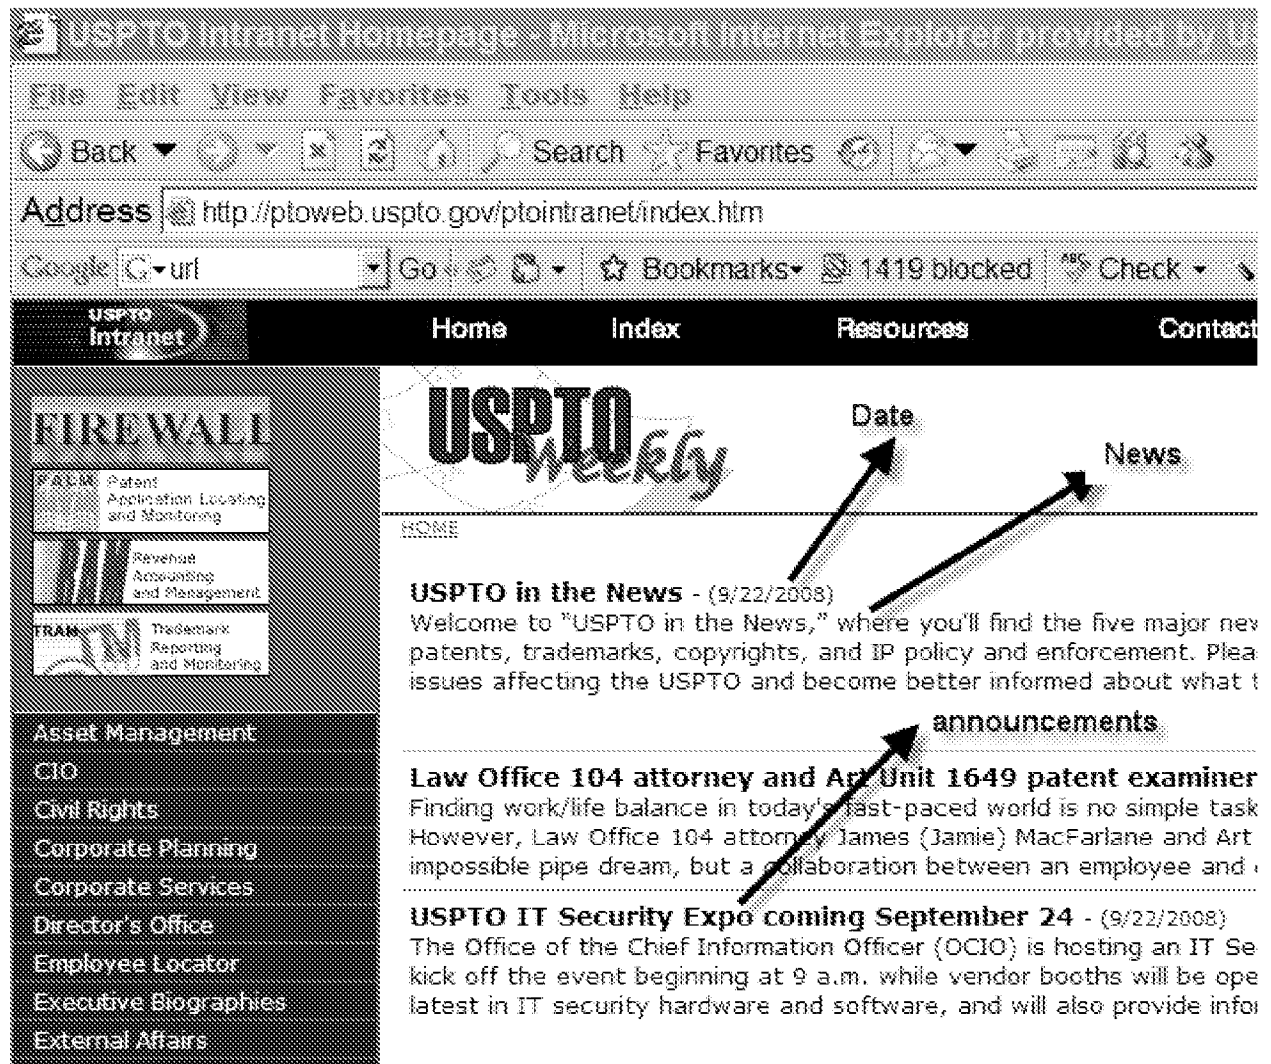 USPTO Intranet Homepage - Microsoft Internet Explorer provided by U
File Edit View Favorites Tools Help
Back Search Favorites
Address http://ptoweb.uspto.gov/ptointranet/index.htm
Google G url Go Bookmarks 1419 blocked ABC Check
USPTO
Intranet
Home Index Resources Contact
FIREWALL
PALM Patent
Application Locating
and Monitoring
Revenue
Accounting
and Management
TRAM Trademark
Reporting
and Monitoring
Asset Management
CIO
Civil Rights
Corporate Planning
Corporate Services
Director's Office
Employee Locator
Executive Biographies
External Affairs
USPTO
Weekly
Date
News
HOME
USPTO in the News - (9/22/2008)
Welcome to "USPTO in the News," where you'll find the five major new
patents, trademarks, copyrights, and IP policy and enforcement. Plea
issues affecting the USPTO and become better informed about what t
announcements
Law Office 104 attorney and Art Unit 1649 patent examiner
Finding work/life balance in today's fast-paced world is no simple task
However, Law Office 104 attorney James (Jamie) MacFarlane and Art
impossible pipe dream, but a collaboration between an employee and
USPTO IT Security Expo coming September 24 - (9/22/2008)
The Office of the Chief Information Officer (OCIO) is hosting an IT Se
kick off the event beginning at 9 a.m. while vendor booths will be ope
latest in IT security hardware and software, and will also provide infor